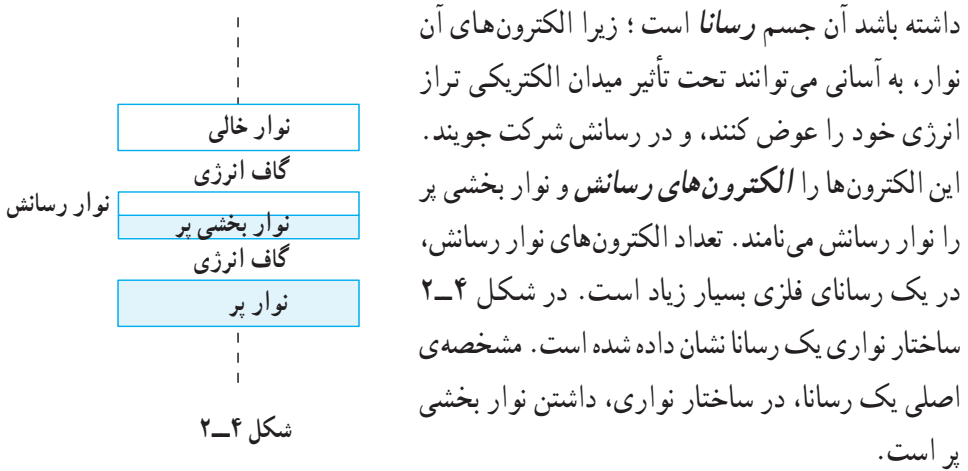 داشته باشد آن جسم رسانا است ؛ زیرا الکترون‌های آن
نوار، به آسانی می‌توانند تحت تأثیر میدان الکتریکی تراز
انرژی خود را عوض کنند، و در رسانش شرکت جویند.
این الکترون‌ها را الکترون‌های رسانش و نوار بخشی پر
را نوار رسانش می‌نامند. تعداد الکترون‌های نوار رسانش،
در یک رسانای فلزی بسیار زیاد است. در شکل ۴ــ۲
ساختار نواری یک رسانا نشان داده شده است. مشخصه‌ی
اصلی یک رسانا، در ساختار نواری، داشتن نوار بخشی
پر است.
نوار خالی
گاف انرژی
نوار رسانش
نوار بخشی پر
گاف انرژی
نوار پر
شکل ۴ــ۲